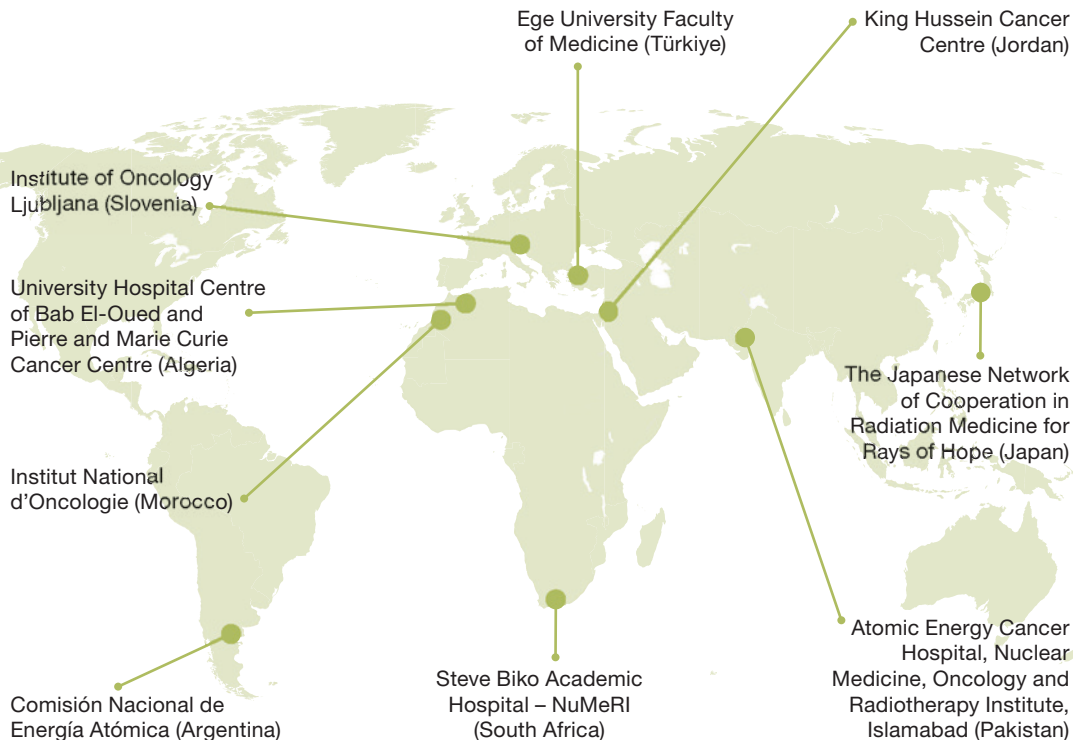 Ege University Faculty
of Medicine (Türkiye)
King Hussein Cancer
Centre (Jordan)
Institute of Oncology
Ljubljana (Slovenia)
University Hospital Centre
of Bab El-Oued and
Pierre and Marie Curie
Cancer Centre (Algeria)
The Japanese Network
of Cooperation in
Radiation Medicine for
Rays of Hope (Japan)
Institut National
d’Oncologie (Morocco)
Comisión Nacional de
Energía Atómica (Argentina)
Steve Biko Academic
Hospital – NuMeRI
(South Africa)
Atomic Energy Cancer
Hospital, Nuclear
Medicine, Oncology and
Radiotherapy Institute,
Islamabad (Pakistan)